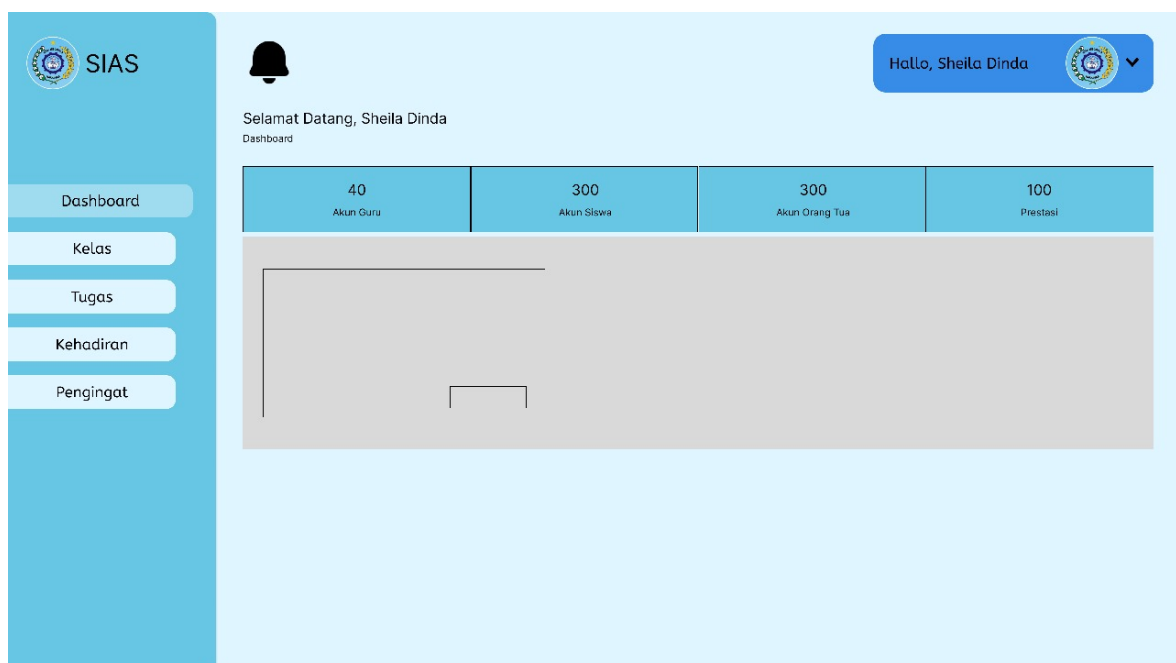 SIAS
Hallo, Sheila Dinda
Selamat Datang, Sheila Dinda
Dashboard
Dashboard
Kelas
Tugas
Kehadiran
Pengingat
40
Akun Guru
300
Akun Siswa
300
Akun Orang Tua
100
Prestasi